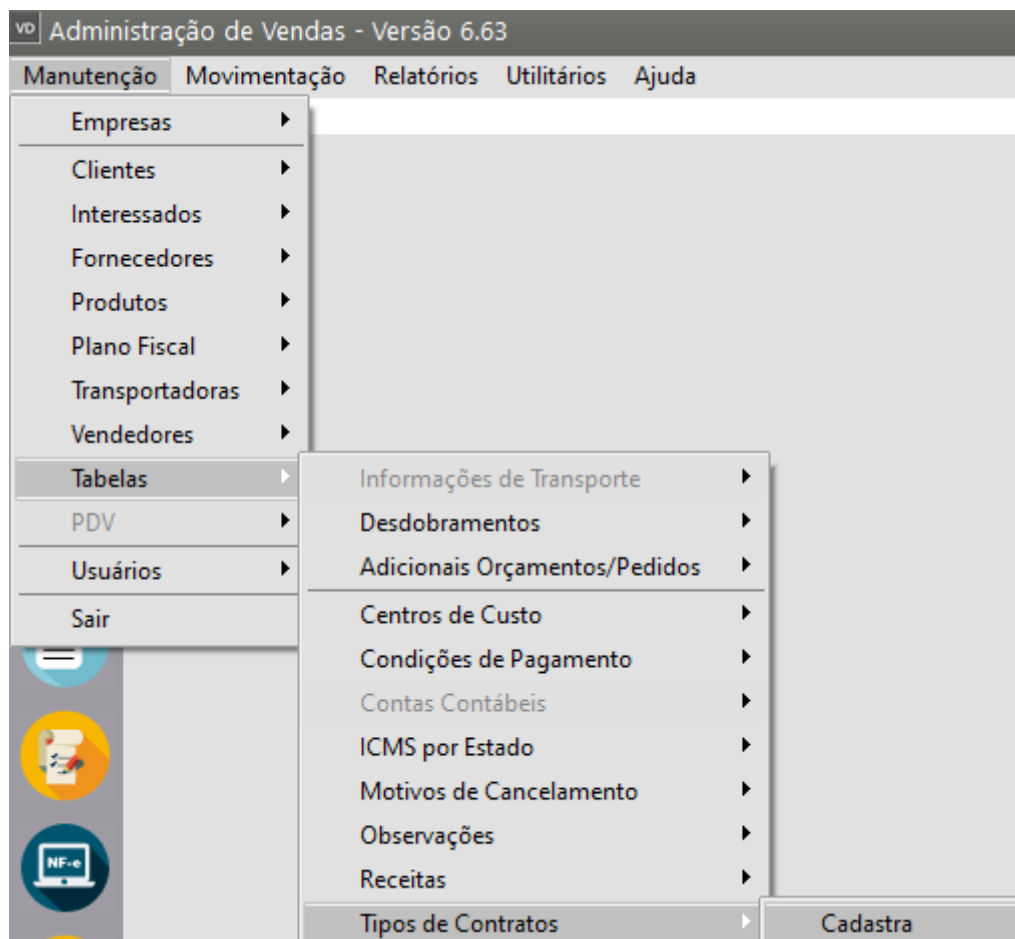 VD Administração de Vendas - Versão 6.63
Manutenção Movimentação Relatórios Utilitários Ajuda
Empresas
Clientes
Interessados
Fornecedores
Produtos
Plano Fiscal
Transportadoras
Vendedores
Tabelas
PDV
Usuários
Sair
Informações de Transporte
Desdobramentos
Adicionais Orçamentos/Pedidos
Centros de Custo
Condições de Pagamento
Contas Contábeis
ICMS por Estado
Motivos de Cancelamento
Observações
Receitas
Tipos de Contratos
Cadastra
NF-e